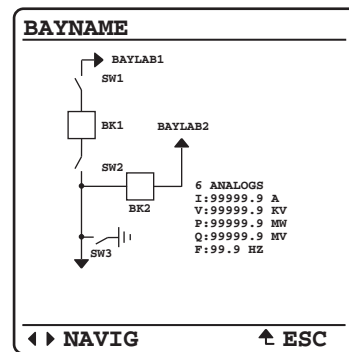 BAYNAME
BAYLAB1
SW1
BK1
BAYLAB2
SW2
BK2
6 ANALOGS
I:99999.9 A
V:99999.9 KV
P:99999.9 MW
Q:99999.9 MV
F:99.9 HZ
SW3
NAVIG
ESC